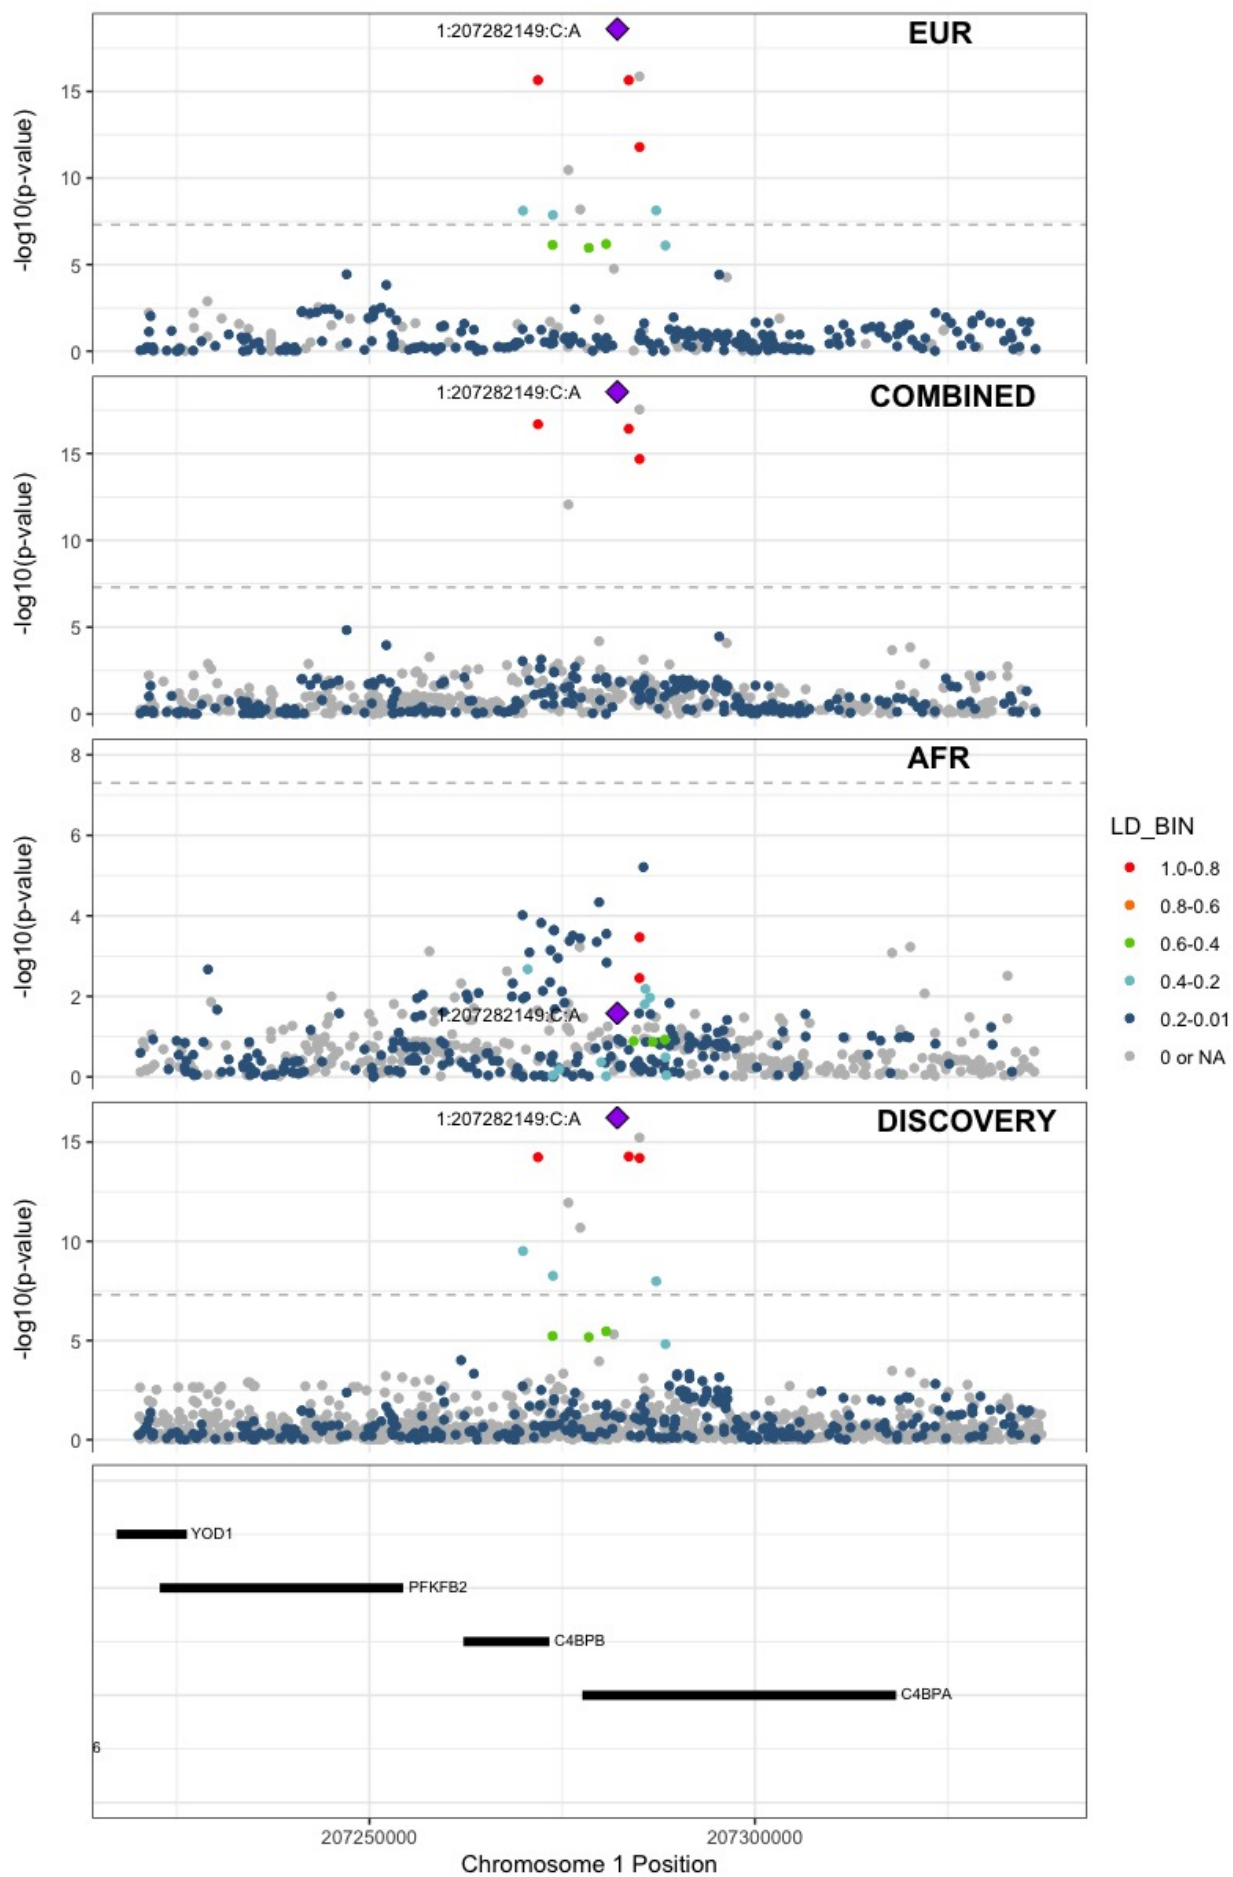 1:207282149:C:A
EUR
15
10
5
0
-log10(p-value)
1:207282149:C:A
COMBINED
15
10
5
0
-log10(p-value)
AFR
8
6
4
2
0
-log10(p-value)
1:207282149:C:A
LD_BIN
1.0-0.8
0.8-0.6
0.6-0.4
0.4-0.2
0.2-0.01
0 or NA
1:207282149:C:A
DISCOVERY
15
10
5
0
-log10(p-value)
YOD1
PFKFB2
C4BPB
C4BPA
6
207250000
207300000
Chromosome 1 Position